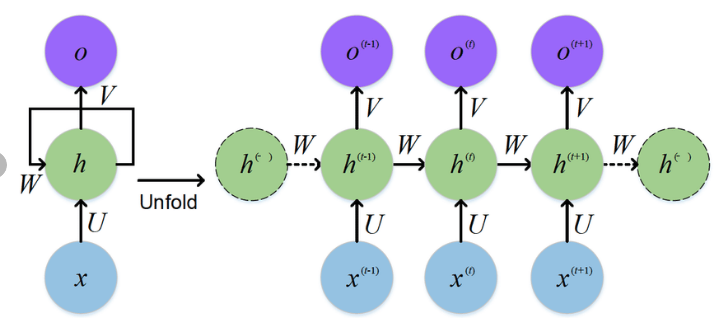 o
o(t-1)
o(t)
o(t+1)
V
V
V
V
h
W
h(- )
W
h(t-1)
W
h(t)
W
h(t+1)
W
h(- )
Unfold
U
U
U
U
x
x(t-1)
x(t)
x(t+1)